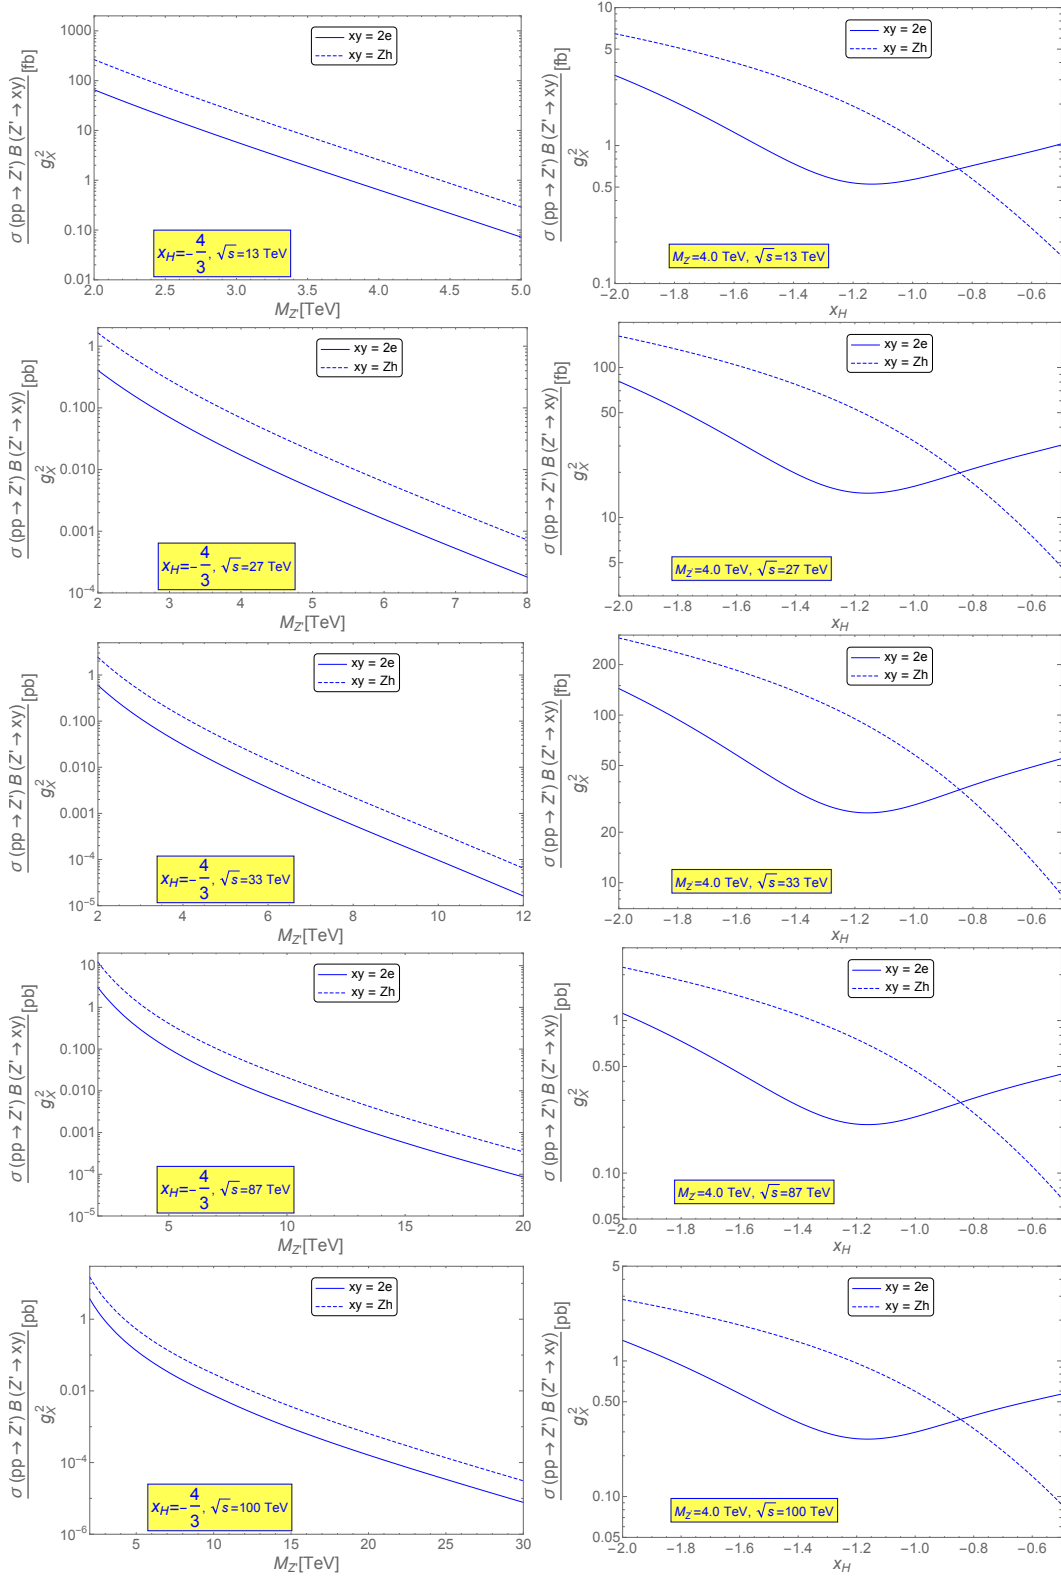 σ (pp → Z') B (Z' → xy) [fb]
g_X^2
1000
100
10
1
0.10
0.01
xy = 2e
xy = Zh
x_H=-4/3, √s=13 TeV
2.0 2.5 3.0 3.5 4.0 4.5 5.0
M_Z'[TeV]
σ (pp → Z') B (Z' → xy) [fb]
g_X^2
10
5
1
0.5
0.1
xy = 2e
xy = Zh
M_Z'=4.0 TeV, √s=13 TeV
-2.0 -1.8 -1.6 -1.4 -1.2 -1.0 -0.8 -0.6
x_H
σ (pp → Z') B (Z' → xy) [pb]
g_X^2
1
0.100
0.010
0.001
10^-4
xy = 2e
xy = Zh
x_H=-4/3, √s=27 TeV
2 3 4 5 6 7 8
M_Z'[TeV]
σ (pp → Z') B (Z' → xy) [fb]
g_X^2
100
50
10
5
xy = 2e
xy = Zh
M_Z'=4.0 TeV, √s=27 TeV
-2.0 -1.8 -1.6 -1.4 -1.2 -1.0 -0.8 -0.6
x_H
σ (pp → Z') B (Z' → xy) [pb]
g_X^2
1
0.100
0.010
0.001
10^-4
10^-5
xy = 2e
xy = Zh
x_H=-4/3, √s=33 TeV
2 4 6 8 10 12
M_Z'[TeV]
σ (pp → Z') B (Z' → xy) [fb]
g_X^2
200
100
50
20
10
xy = 2e
xy = Zh
M_Z'=4.0 TeV, √s=33 TeV
-2.0 -1.8 -1.6 -1.4 -1.2 -1.0 -0.8 -0.6
x_H
σ (pp → Z') B (Z' → xy) [pb]
g_X^2
10
1
0.100
0.010
0.001
10^-4
10^-5
xy = 2e
xy = Zh
x_H=-4/3, √s=87 TeV
5 10 15 20
M_Z'[TeV]
σ (pp → Z') B (Z' → xy) [pb]
g_X^2
1
0.50
0.10
0.05
xy = 2e
xy = Zh
M_Z'=4.0 TeV, √s=87 TeV
-2.0 -1.8 -1.6 -1.4 -1.2 -1.0 -0.8 -0.6
x_H
σ (pp → Z') B (Z' → xy) [pb]
g_X^2
1
0.01
10^-4
10^-6
xy = 2e
xy = Zh
x_H=-4/3, √s=100 TeV
5 10 15 20 25 30
M_Z'[TeV]
σ (pp → Z') B (Z' → xy) [pb]
g_X^2
5
1
0.50
0.10
0.05
xy = 2e
xy = Zh
M_Z'=4.0 TeV, √s=100 TeV
-2.0 -1.8 -1.6 -1.4 -1.2 -1.0 -0.8 -0.6
x_H